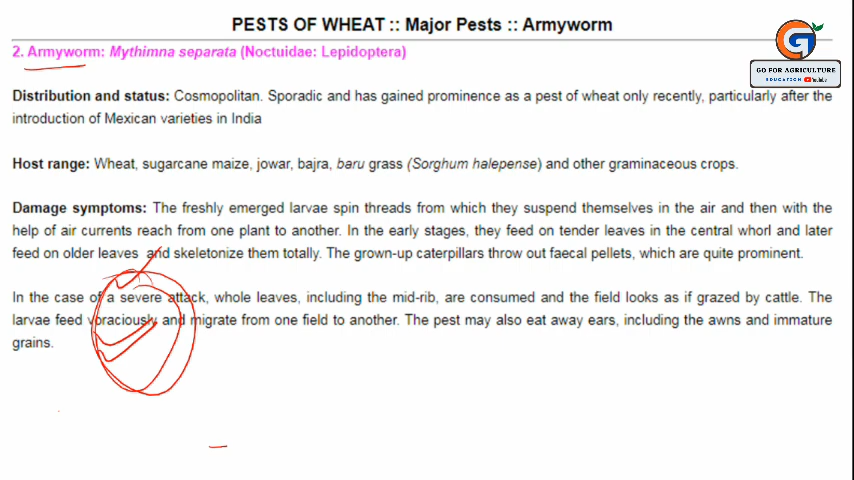 PESTS OF WHEAT :: Major Pests :: Armyworm
2. Armyworm: Mythimna separata (Noctuidae: Lepidoptera)
GO FOR AGRICULTURE
Distribution and status: Cosmopolitan. Sporadic and has gained prominence as a pest of wheat only recently, particularly after the
introduction of Mexican varieties in India
Host range: Wheat, sugarcane maize, jowar, bajra, baru grass (Sorghum halepense) and other graminaceous crops.
Damage symptoms: The freshly emerged larvae spin threads from which they suspend themselves in the air and then with the
help of air currents reach from one plant to another. In the early stages, they feed on tender leaves in the central whorl and later
feed on older leaves and skeletonize them totally. The grown-up caterpillars throw out faecal pellets, which are quite prominent.
In the case of a severe attack, whole leaves, including the mid-rib, are consumed and the field looks as if grazed by cattle. The
larvae feed voraciously and migrate from one field to another. The pest may also eat away ears, including the awns and immature
grains.